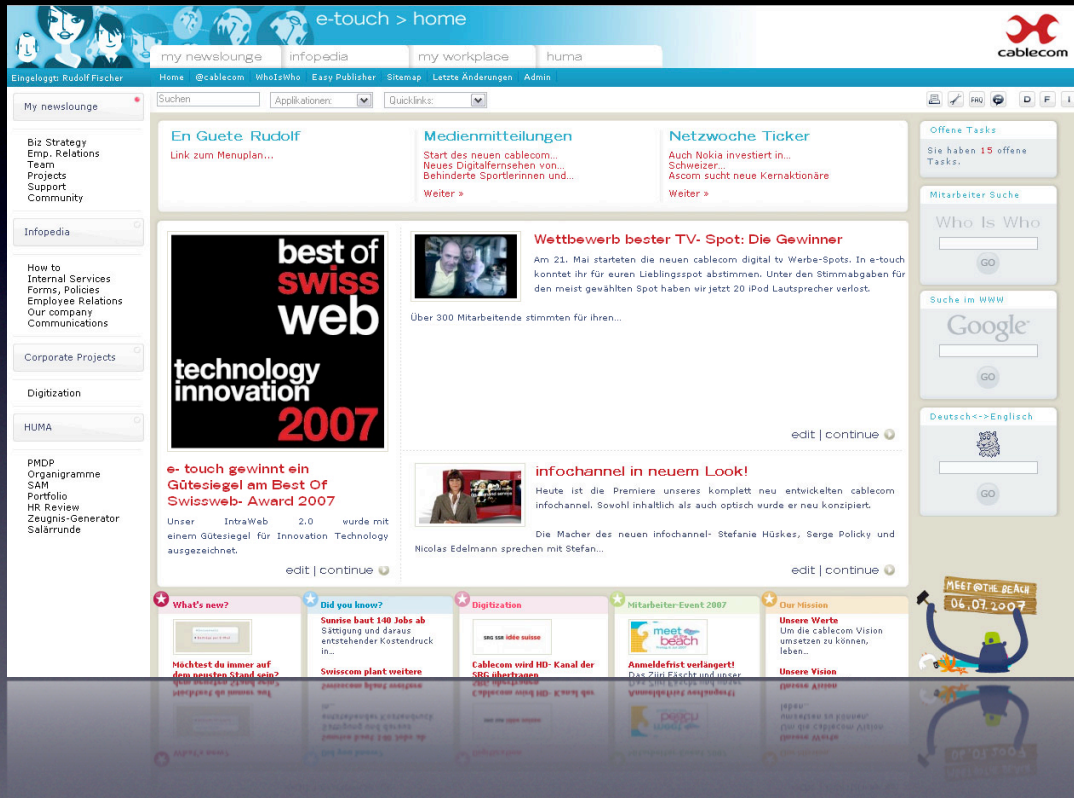 e-touch > home
cablecom
my newslounge
infopedia
my workplace
huma
Eingeloggt: Rudolf Fischer
Home @cablecom WhoIsWho Easy Publisher Sitemap Letzte Änderungen Admin
Suchen
Applikationen:
Quicklinks:
FAQ
D F i
My newslounge
Biz Strategy
Emp. Relations
Team
Projects
Support
Community
Infopedia
How to
Internal Services
Forms, Policies
Employee Relations
Our company
Communications
Corporate Projects
Digitization
HUMA
PMDP
Organigramme
SAM
Portfolio
HR Review
Zeugnis-Generator
Salärrunde
En Guete Rudolf
Link zum Menuplan...
Medienmitteilungen
Start des neuen cablecom...
Neues Digitalfernsehen von...
Behinderte Sportlerinnen und...
Weiter »
Netzwoche Ticker
Auch Nokia investiert in...
Schweizer...
Ascom sucht neue Kernaktionäre
Weiter »
best of
swiss
web
technology
innovation
2007
e- touch gewinnt ein
Gütesiegel am Best Of
Swissweb- Award 2007
Unser IntraWeb 2.0 wurde mit
einem Gütesiegel für Innovation Technology
ausgezeichnet.
edit | continue
Wettbewerb bester TV- Spot: Die Gewinner
Am 21. Mai starteten die neuen cablecom digital tv Werbe-Spots. In e-touch
konntet ihr für euren Lieblingsspot abstimmen. Unter den Stimmabgaben für
den meist gewählten Spot haben wir jetzt 20 iPod Lautsprecher verlost.
Über 300 Mitarbeitende stimmten für ihren...
edit | continue
infochannel in neuem Look!
Heute ist die Premiere unseres komplett neu entwickelten cablecom
infochannel. Sowohl inhaltlich als auch optisch wurde er neu konzipiert.
Die Macher des neuen infochannel- Stefanie Hüskes, Serge Policky und
Nicolas Edelmann sprechen mit Stefan...
edit | continue
Offene Tasks
Sie haben 15 offene
Tasks.
Mitarbeiter Suche
Who Is Who
GO
Suche im WWW
Google
GO
Deutsch<->Englisch
GO
MEET@THE BEACH
06.07.2007
What's new?
Möchtest du immer auf
dem neusten Stand sein?
Did you know?
Sunrise baut 140 Jobs ab
Sättigung und daraus
entstehender Kostendruck
in...
Swisscom plant weitere
Digitization
SRG SSR idée suisse
Cablecom wird HD- Kanal der
SRG übertragen
Mitarbeiter-Event 2007
meet
beach
Anmeldefrist verlängert!
Das Züri Fäscht und unser
Our Mission
Unsere Werte
Um die cablecom Vision
umsetzen zu können,
leben...
Unsere Vision